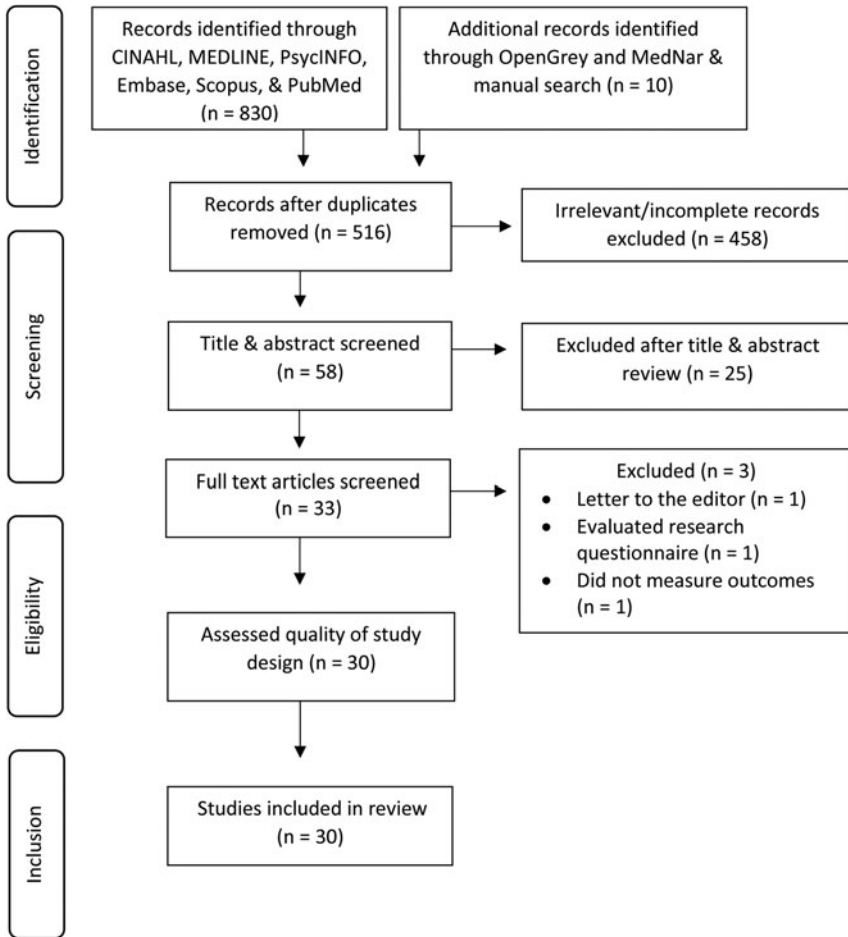 Identification
Records identified through
CINAHL, MEDLINE, PsycINFO,
Embase, Scopus, & PubMed
(n = 830)
Additional records identified
through OpenGrey and MedNar &
manual search (n = 10)
Records after duplicates
removed (n = 516)
Irrelevant/incomplete records
excluded (n = 458)
Screening
Title & abstract screened
(n = 58)
Excluded after title & abstract
review (n = 25)
Full text articles screened
(n = 33)
Excluded (n = 3)
• Letter to the editor (n = 1)
• Evaluated research
questionnaire (n = 1)
• Did not measure outcomes
(n = 1)
Eligibility
Assessed quality of study
design (n = 30)
Inclusion
Studies included in review
(n = 30)